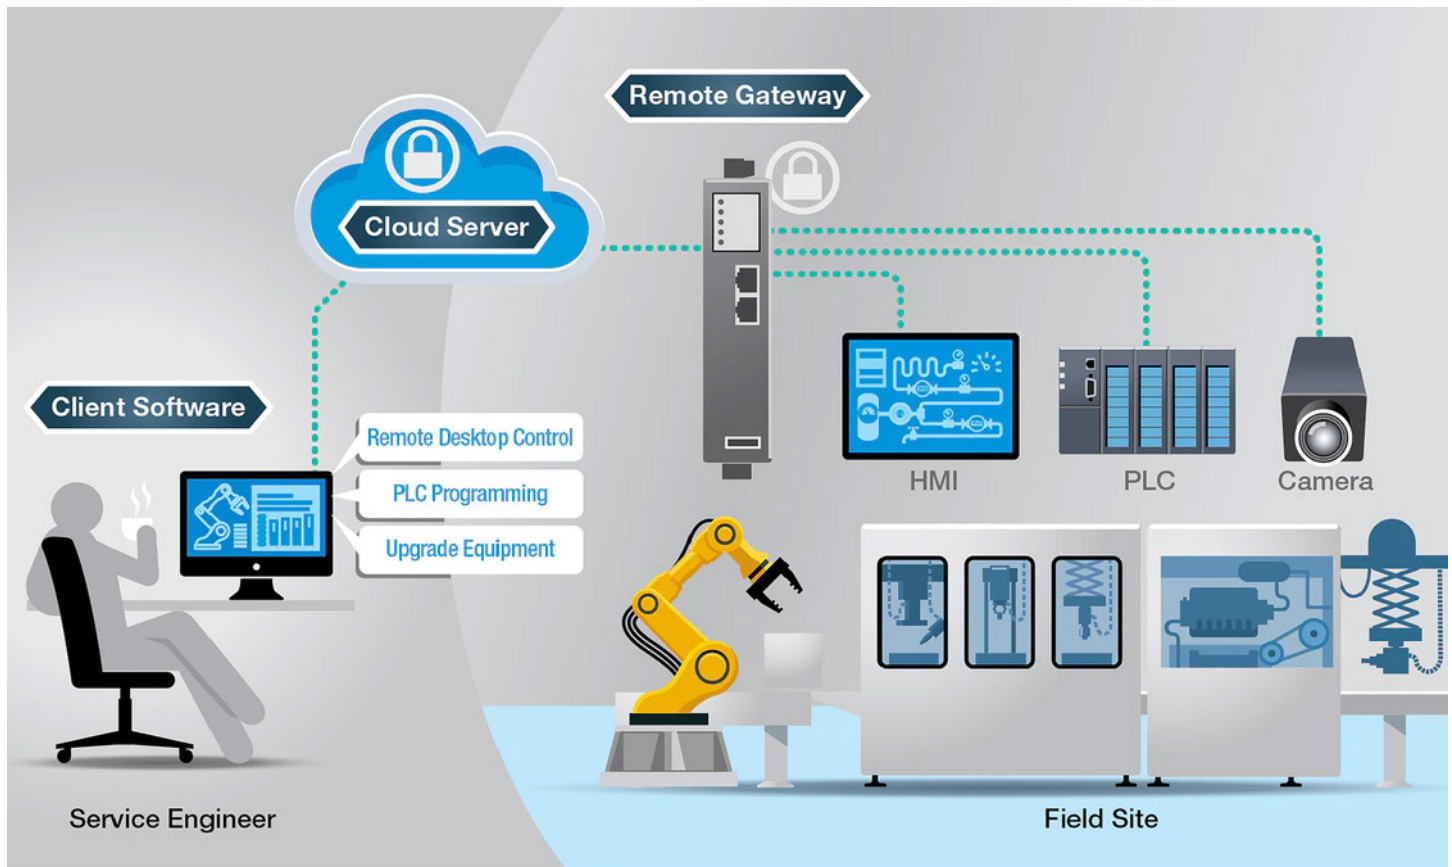 Remote Gateway
Cloud Server
Client Software
Remote Desktop Control
PLC Programming
Upgrade Equipment
HMI
PLC
Camera
Service Engineer
Field Site